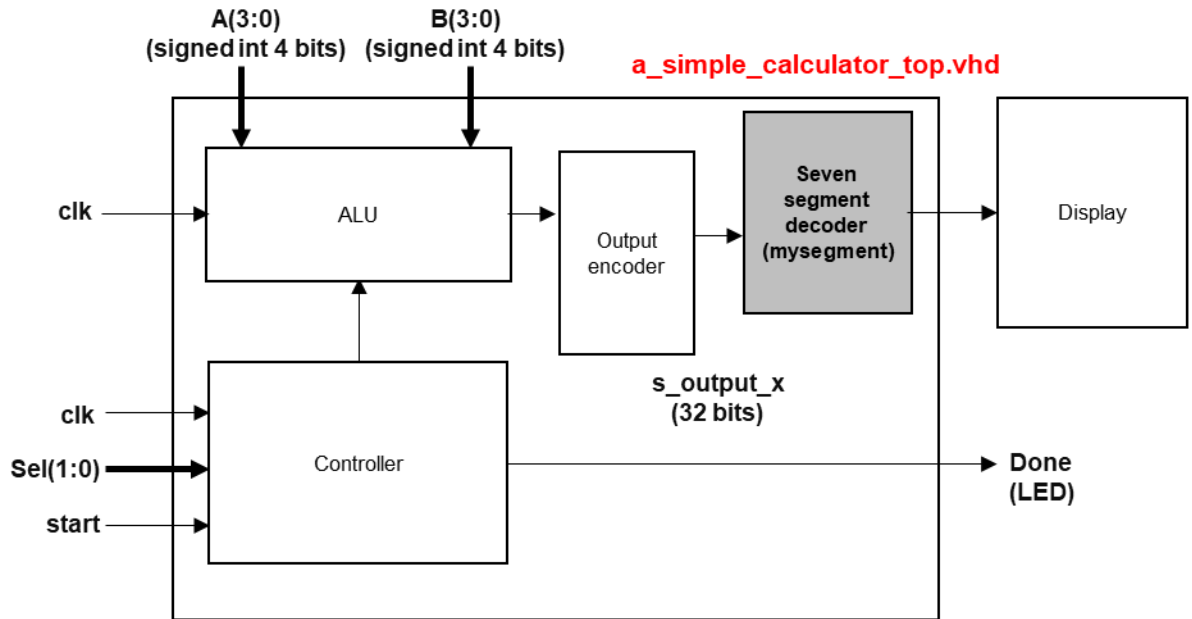 A(3:0)
(signed int 4 bits)
B(3:0)
(signed int 4 bits)
a_simple_calculator_top.vhd
clk
ALU
Output
encoder
Seven
segment
decoder
(mysegment)
Display
s_output_x
(32 bits)
clk
Sel(1:0)
start
Controller
Done
(LED)